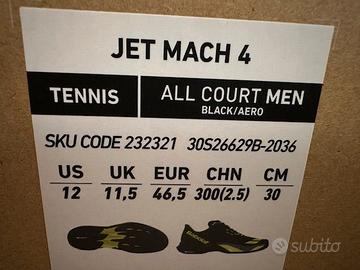 JET MACH 4
TENNIS
ALL COURT MEN
BLACK/AERO
SKU CODE 232321 30S26629B-2036
US UK EUR CHN CM
12 11,5 46,5 300(2.5) 30
subito